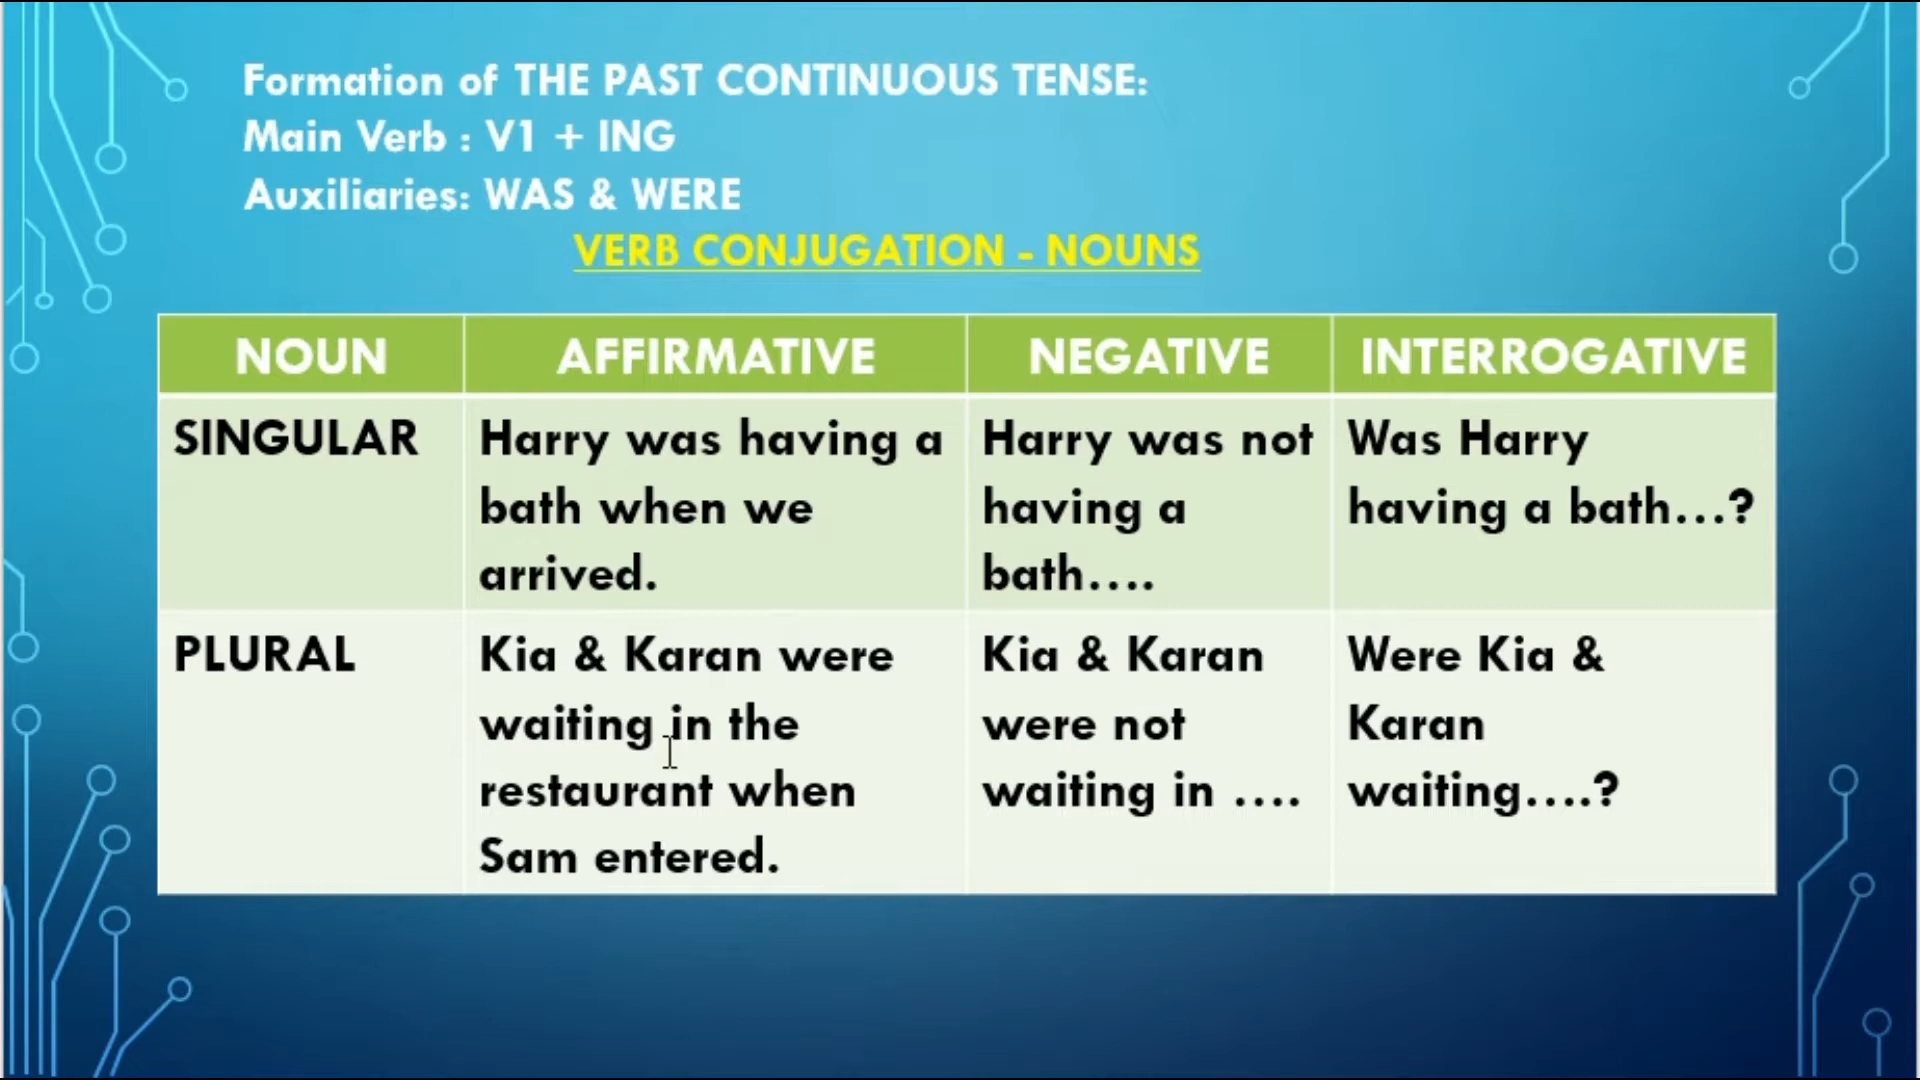 Formation of THE PAST CONTINUOUS TENSE:
Main Verb : V1 + ING
Auxiliaries: WAS & WERE
VERB CONJUGATION - NOUNS
NOUN
AFFIRMATIVE
NEGATIVE
INTERROGATIVE
SINGULAR
Harry was having a
bath when we
arrived.
Harry was not
having a
bath....
Was Harry
having a bath...?
PLURAL
Kia & Karan were
waiting in the
restaurant when
Sam entered.
Kia & Karan
were not
waiting in ....
Were Kia &
Karan
waiting....?